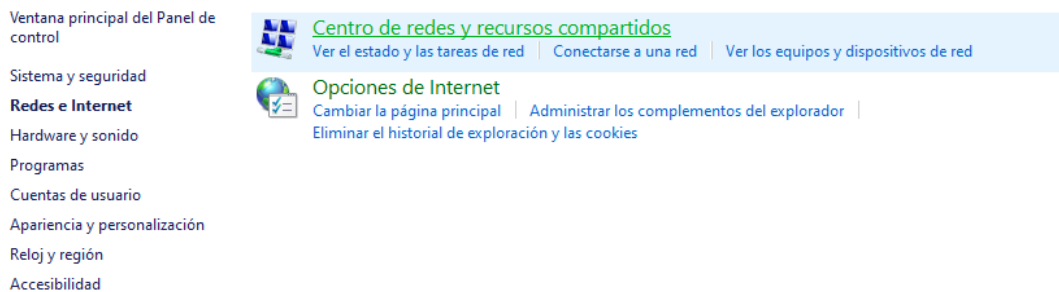 Ventana principal del Panel de
control
Sistema y seguridad
Redes e Internet
Hardware y sonido
Programas
Cuentas de usuario
Apariencia y personalización
Reloj y región
Accesibilidad
Centro de redes y recursos compartidos
Ver el estado y las tareas de red Conectarse a una red Ver los equipos y dispositivos de red
Opciones de Internet
Cambiar la página principal Administrar los complementos del explorador
Eliminar el historial de exploración y las cookies